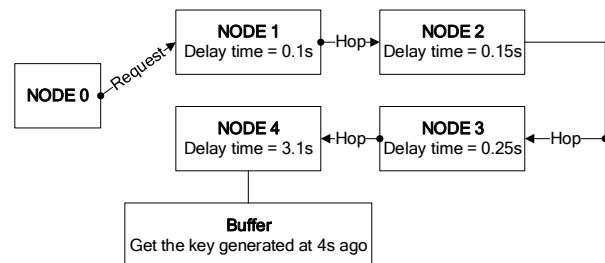 NODE 0
Request
NODE 1
Delay time = 0.1s
Hop
NODE 2
Delay time = 0.15s
Hop
NODE 3
Delay time = 0.25s
Hop
NODE 4
Delay time = 3.1s
Buffer
Get the key generated at 4s ago